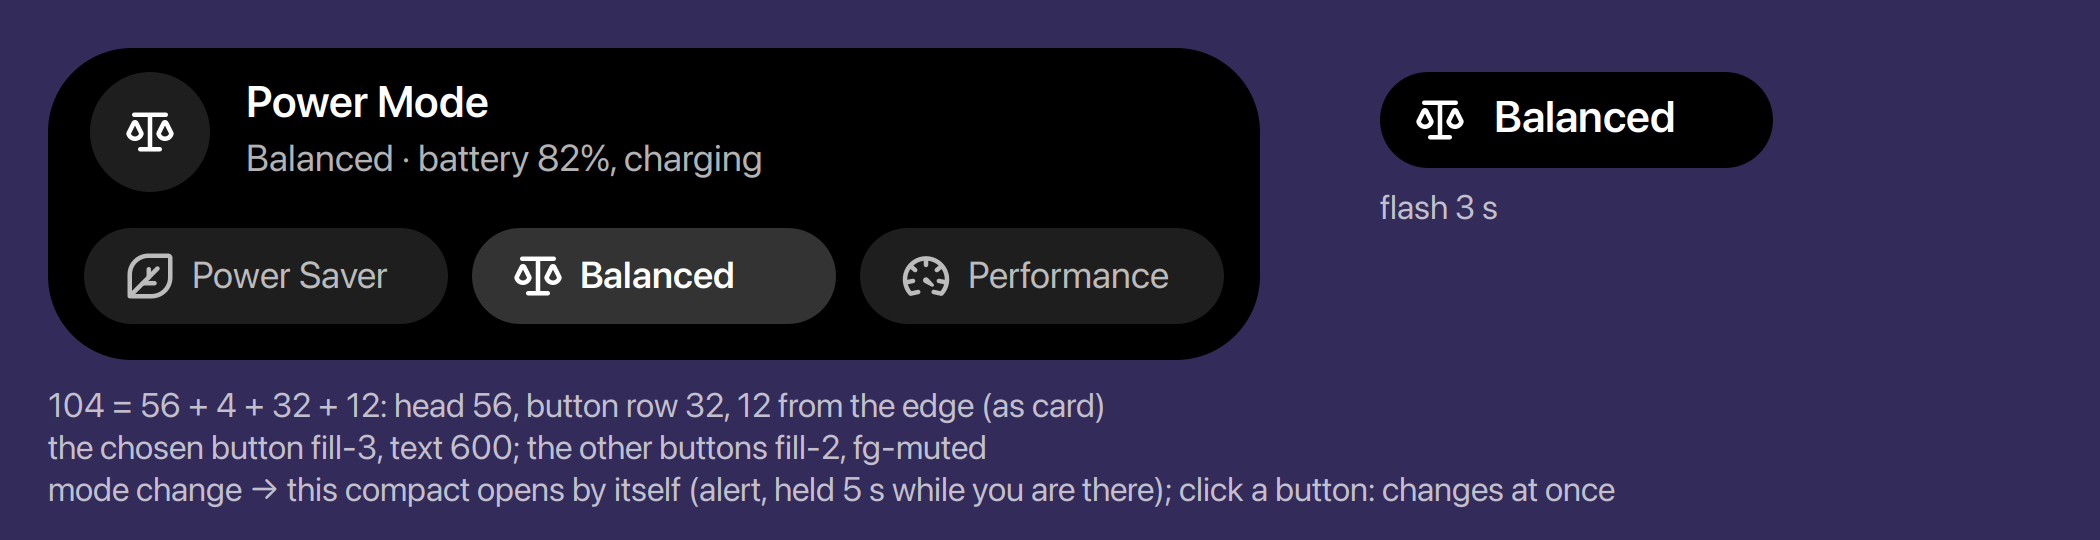 Power Mode
Balanced · battery 82%, charging
Power Saver
Balanced
Performance
Balanced
flash 3 s
104 = 56 + 4 + 32 + 12: head 56, button row 32, 12 from the edge (as card)
the chosen button fill-3, text 600; the other buttons fill-2, fg-muted
mode change → this compact opens by itself (alert, held 5 s while you are there); click a button: changes at once